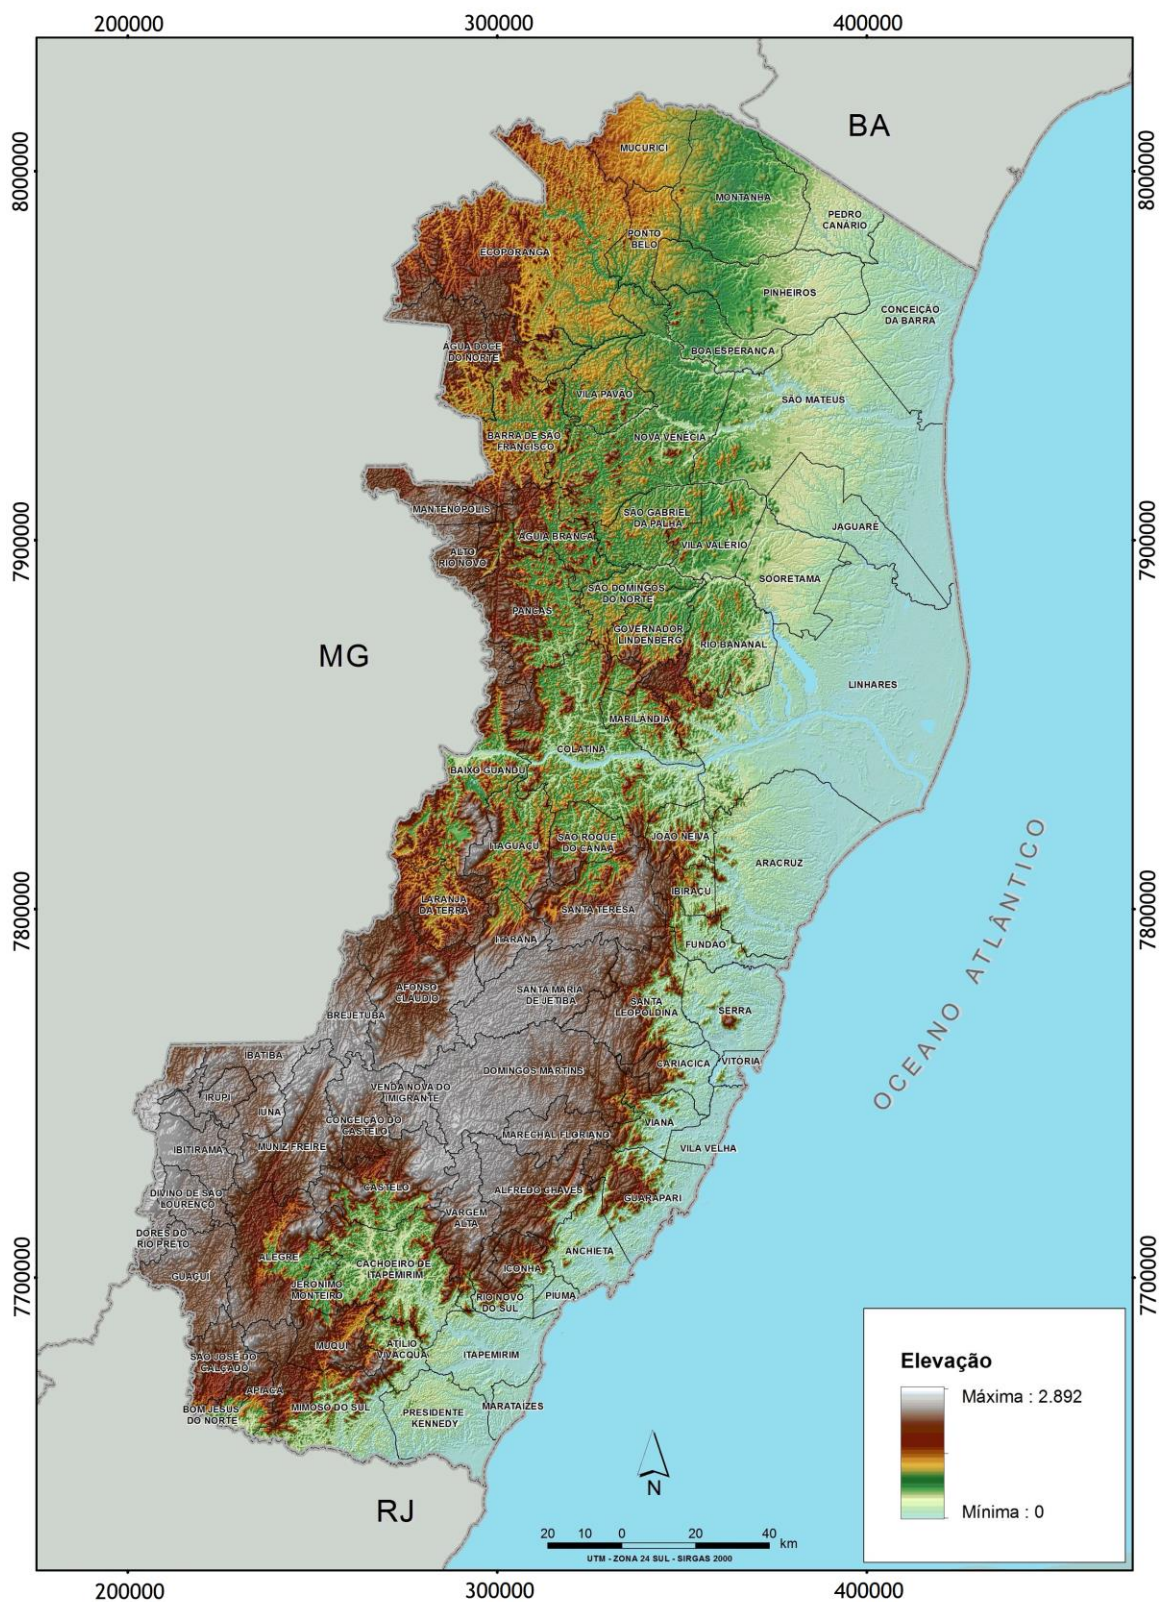 200000 300000 400000
8000000
8000000
7900000
7900000
7800000
7800000
7700000
7700000
BA
MUCURICI
MONTANHA
PEDRO
CANÁRIO
PONTO
BELO
ECOPORANGA
PINHEIROS
CONCEIÇÃO
DA BARRA
ÁGUA DOCE
DO NORTE
BOA ESPERANÇA
VILA PAVÃO
SÃO MATEUS
BARRA DE SÃO
FRANCISCO
NOVA VENÉCIA
MANTENÓPOLIS
SÃO GABRIEL
DA PALHA
JAGUARÉ
ÁGUIA BRANCA
VILA VALÉRIO
ALTO
RIO NOVO
SOORETAMA
SÃO DOMINGOS
DO NORTE
PANCAS
GOVERNADOR
LINDENBERG
RIO BANANAL
MG
LINHARES
MARILÂNDIA
COLATINA
BAIXO GUANDU
ITAGUAÇU
SÃO ROQUE
DO CANAÃ
JOÃO NEIVA
ARACRUZ
IBIRAÇU
LARANJA
DA TERRA
SANTA TERESA
ITARANA
FUNDÃO
OCEANO ATLÂNTICO
AFONSO
CLÁUDIO
SANTA MARIA
DE JETIBÁ
SANTA
LEOPOLDINA
SERRA
BREJETUBA
IBATIBA
CARIACICA
VITÓRIA
DOMINGOS MARTINS
VENDA NOVA DO
IMIGRANTE
IRUPI
IÚNA
CONCEIÇÃO DO
CASTELO
VIANA
MARECHAL FLORIANO
MUNIZ FREIRE
IBITIRAMA
VILA VELHA
CASTELO
ALFREDO CHAVES
GUARAPARI
DIVINO DE SÃO
LOURENÇO
VARGEM
ALTA
DORES DO
RIO PRETO
ANCHIETA
ALEGRE
CACHOEIRO DE
ITAPEMIRIM
ICONHA
GUAÇUÍ
JERÔNIMO
MONTEIRO
RIO NOVO
DO SUL
PIÚMA
MUQUI
ATÍLIO
VIVÁCQUA
ITAPEMIRIM
SÃO JOSÉ DO
CALÇADO
APIACÁ
BOM JESUS
DO NORTE
MIMOSO DO SUL
PRESIDENTE
KENNEDY
MARATAÍZES
RJ
N
20 10 0 20 40
km
UTM - ZONA 24 SUL - SIRGAS 2000
Elevação
Máxima : 2.892
Mínima : 0
200000 300000 400000